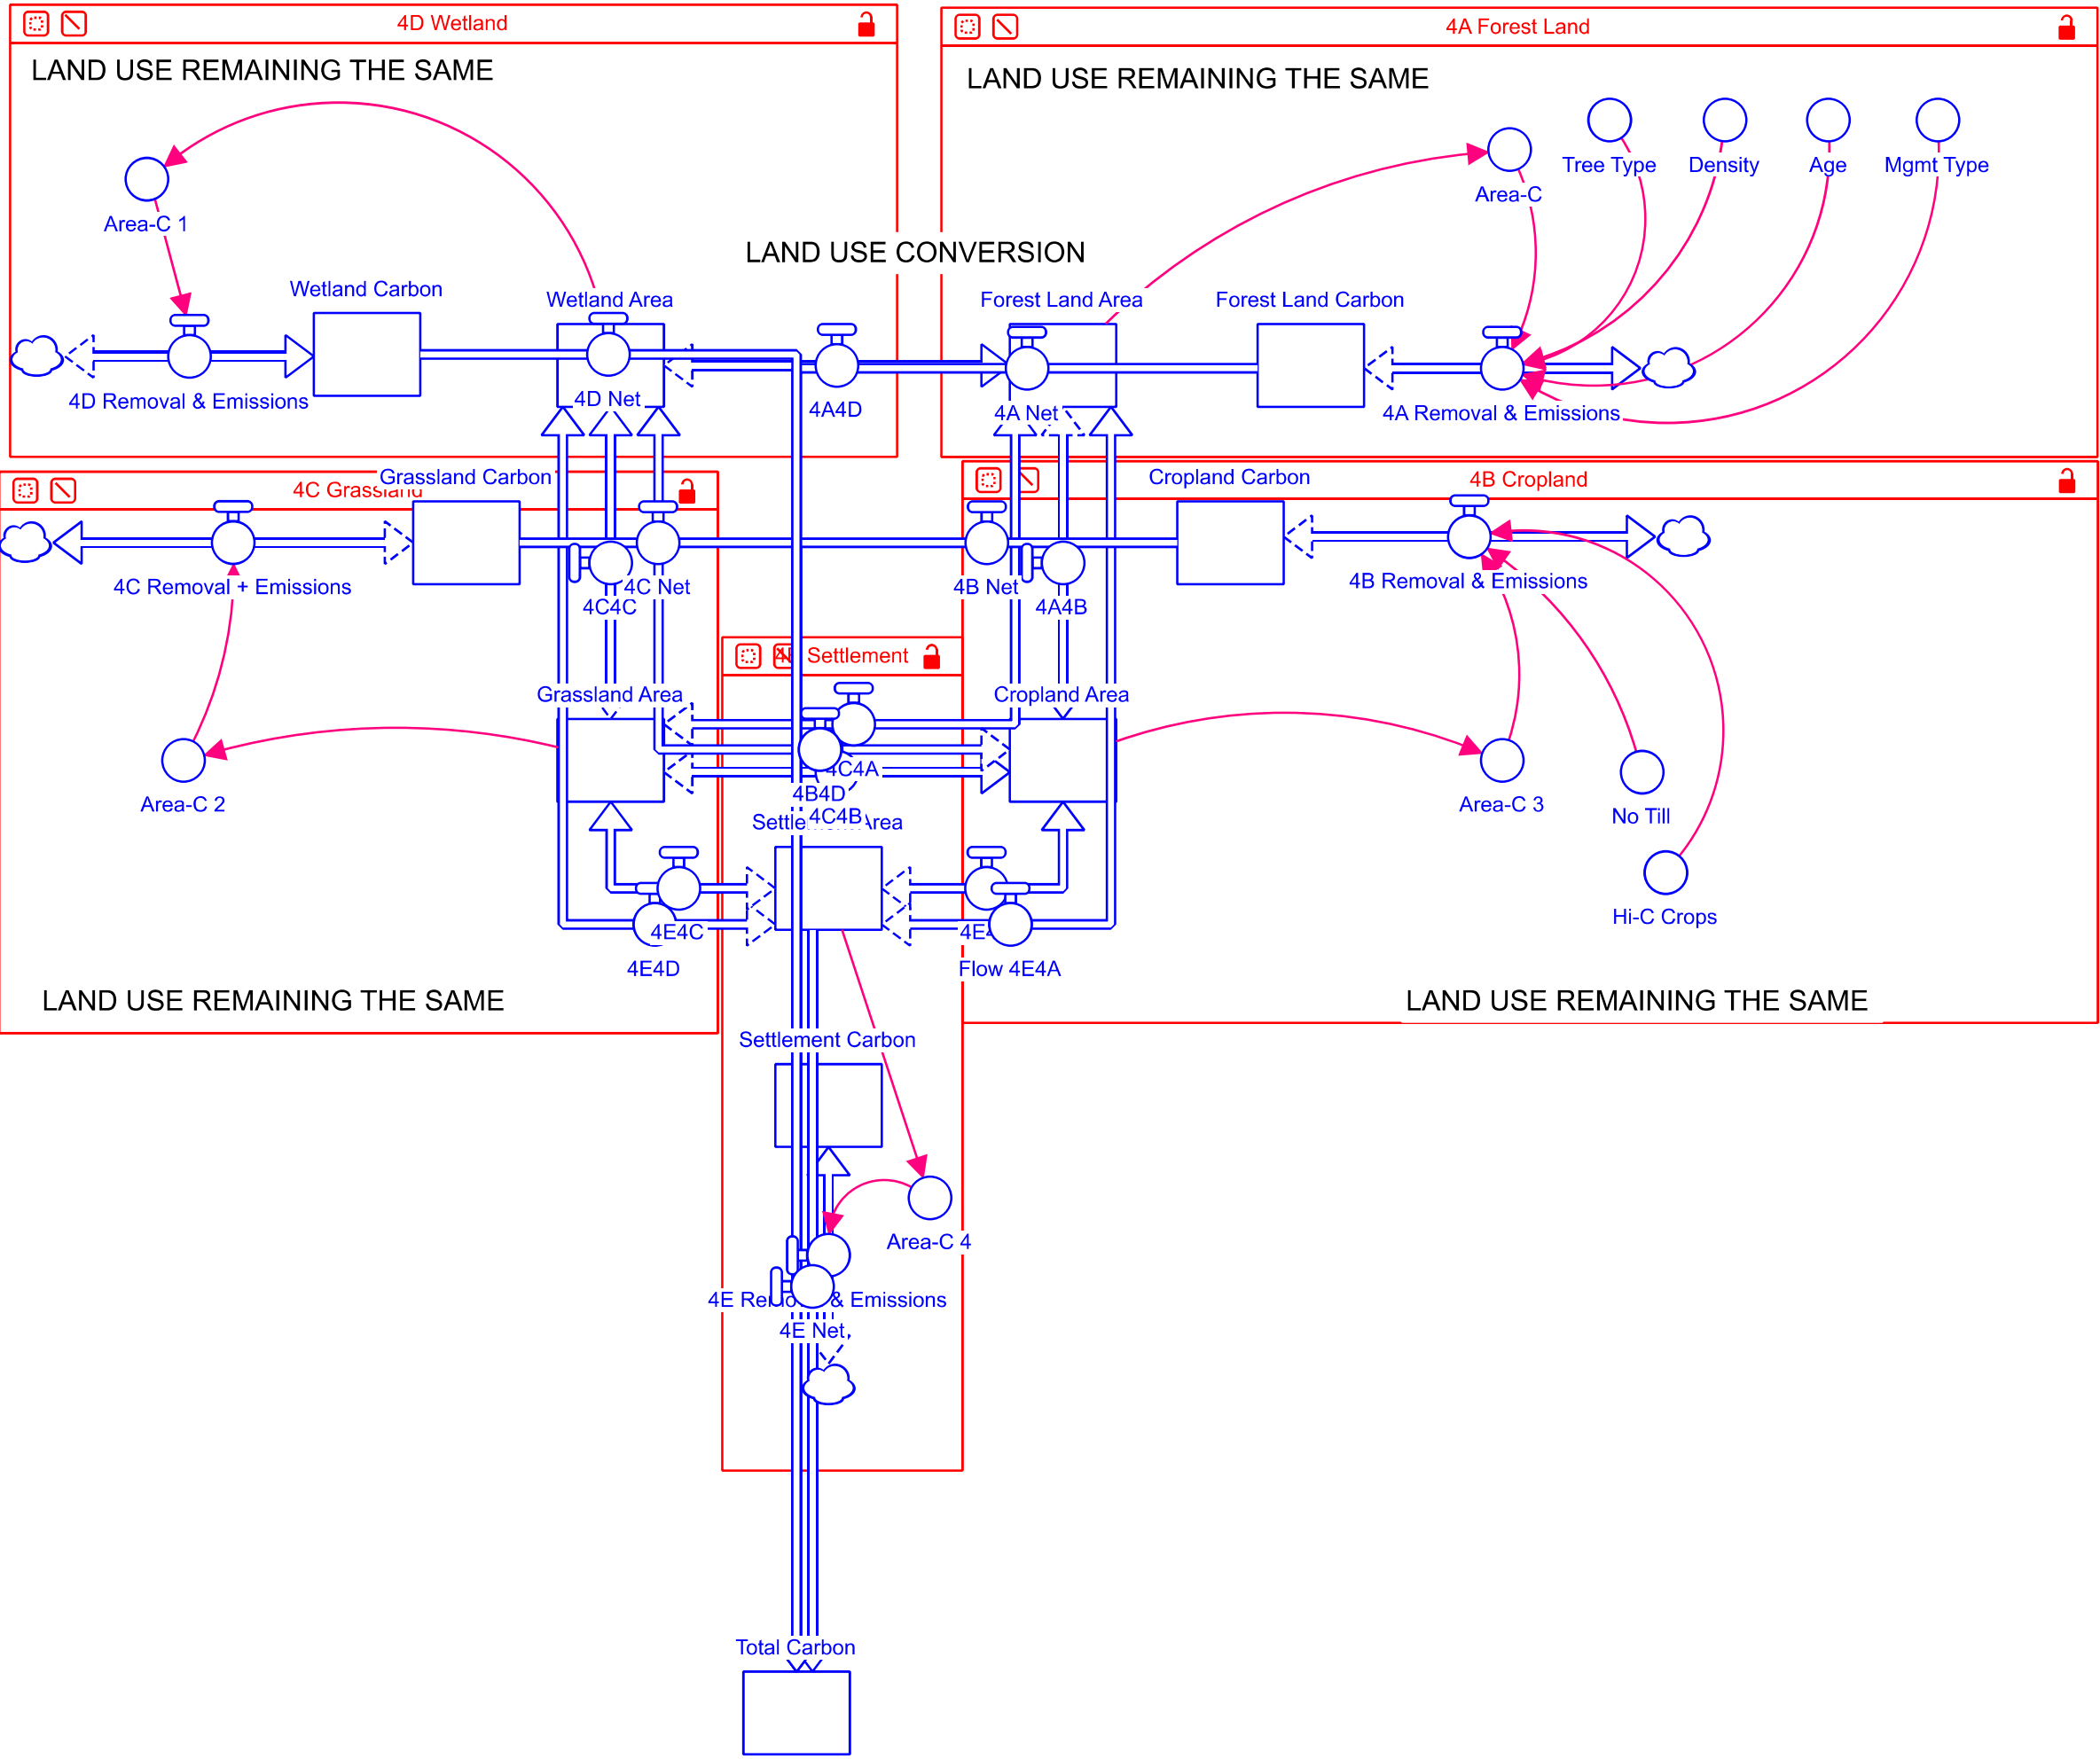 4D Wetland
4A Forest Land
LAND USE REMAINING THE SAME
LAND USE REMAINING THE SAME
Tree Type
Density
Age
Mgmt Type
Area-C
Area-C 1
LAND USE CONVERSION
Wetland Carbon
Wetland Area
Forest Land Area
Forest Land Carbon
4D Removal & Emissions
4D Net
4A4D
4A Net
4A Removal & Emissions
Grassland Carbon
4C Grassland
Cropland Carbon
4B Cropland
4C Removal + Emissions
4C4C
4C Net
4B Net
4A4B
4B Removal & Emissions
Settlement
Grassland Area
Cropland Area
4C4A
4B4D
4C4B
Area
Area-C 2
Area-C 3
No Till
Hi-C Crops
4E4C
4E4D
Flow 4E4A
LAND USE REMAINING THE SAME
LAND USE REMAINING THE SAME
Settlement Carbon
Area-C 4
4E & Emissions
4E Net
Total Carbon